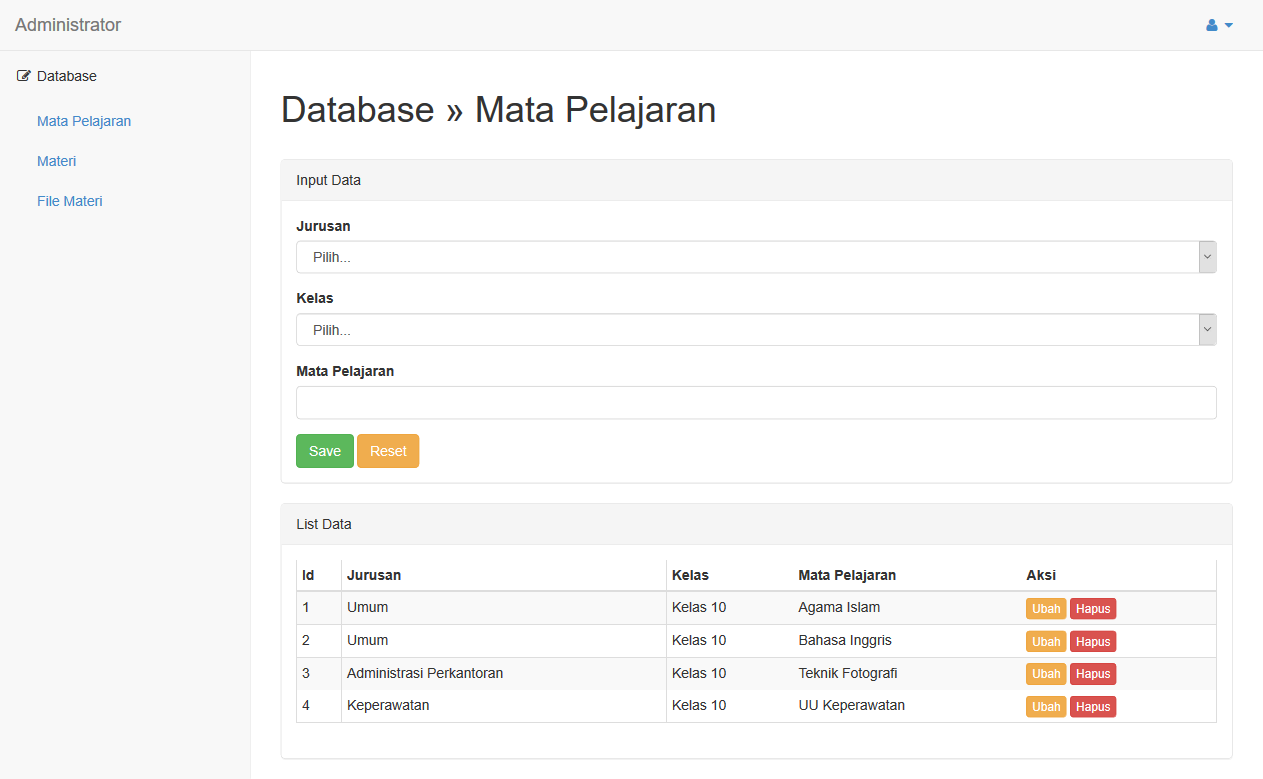 Administrator
Database
Mata Pelajaran
Materi
File Materi
Database » Mata Pelajaran
Input Data
Jurusan
Pilih...
Kelas
Pilih...
Mata Pelajaran
Save Reset
List Data
Id Jurusan Kelas Mata Pelajaran Aksi
1 Umum Kelas 10 Agama Islam Ubah Hapus
2 Umum Kelas 10 Bahasa Inggris Ubah Hapus
3 Administrasi Perkantoran Kelas 10 Teknik Fotografi Ubah Hapus
4 Keperawatan Kelas 10 UU Keperawatan Ubah Hapus